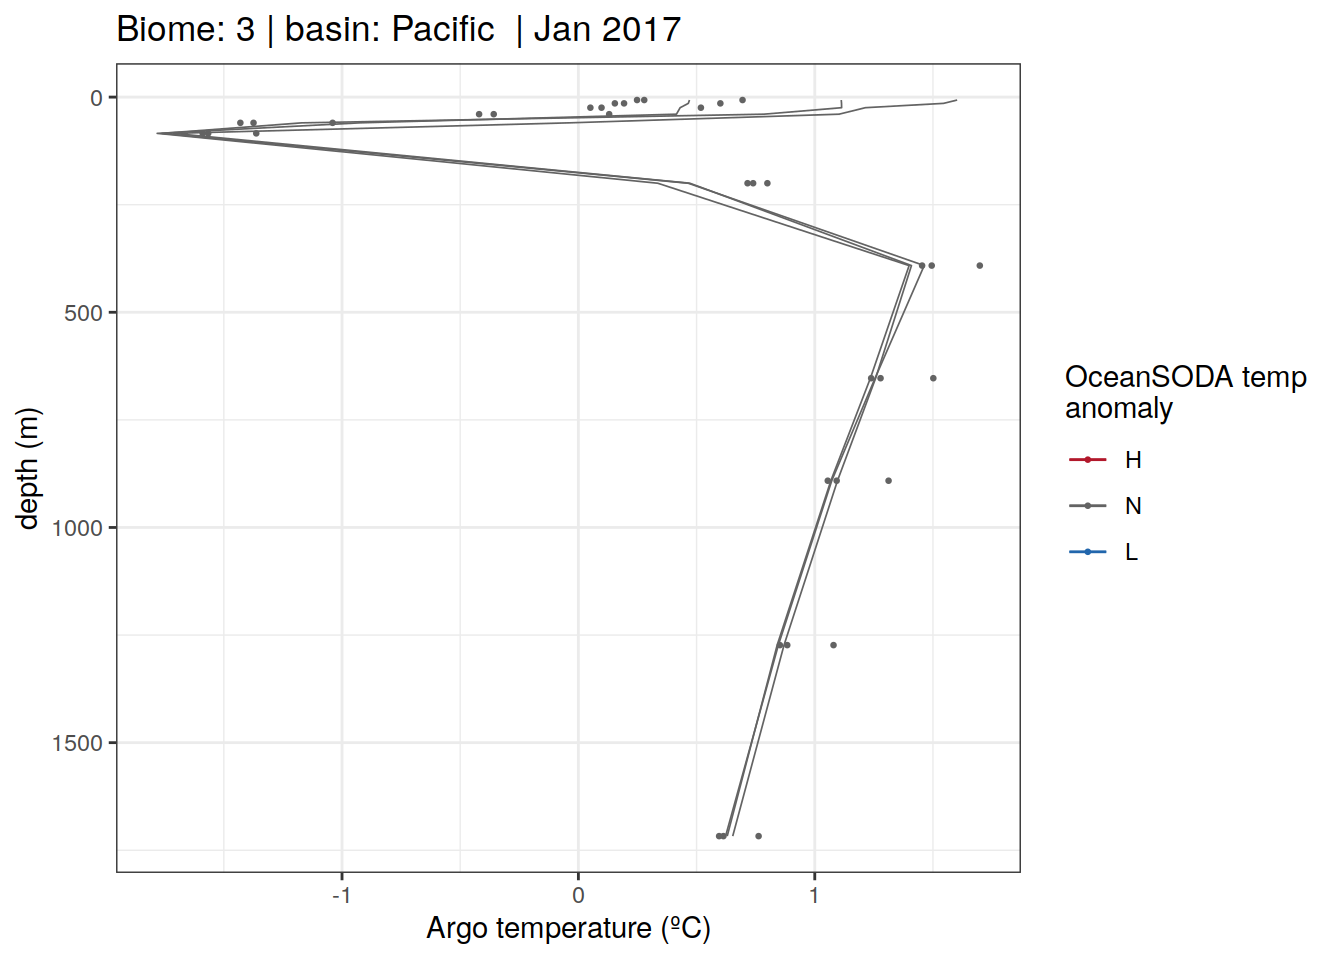 Biome: 3 | basin: Pacific  | Jan 2017
0
500
1000
1500
depth (m)
-1
0
1
Argo temperature (ºC)
OceanSODA temp
anomaly
H
N
L